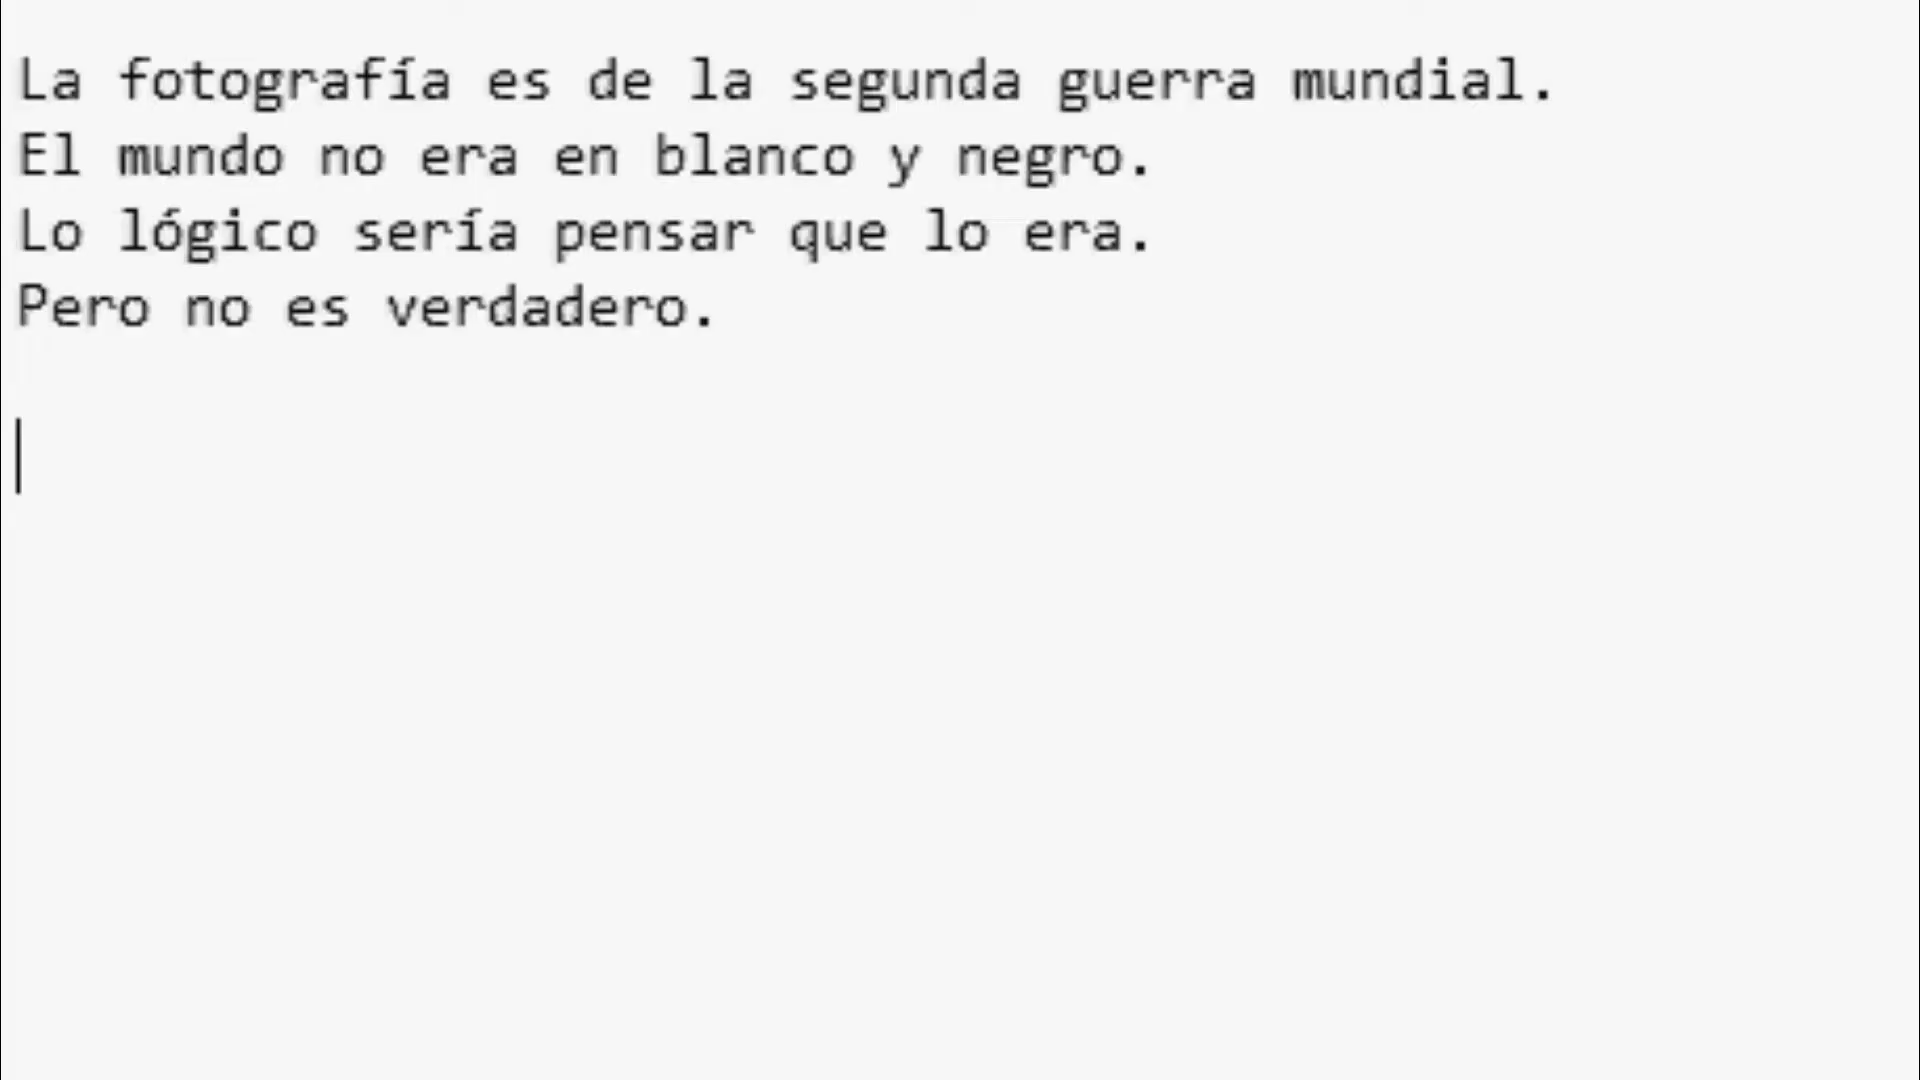 La fotografía es de la segunda guerra mundial.
El mundo no era en blanco y negro.
Lo lógico sería pensar que lo era.
Pero no es verdadero.